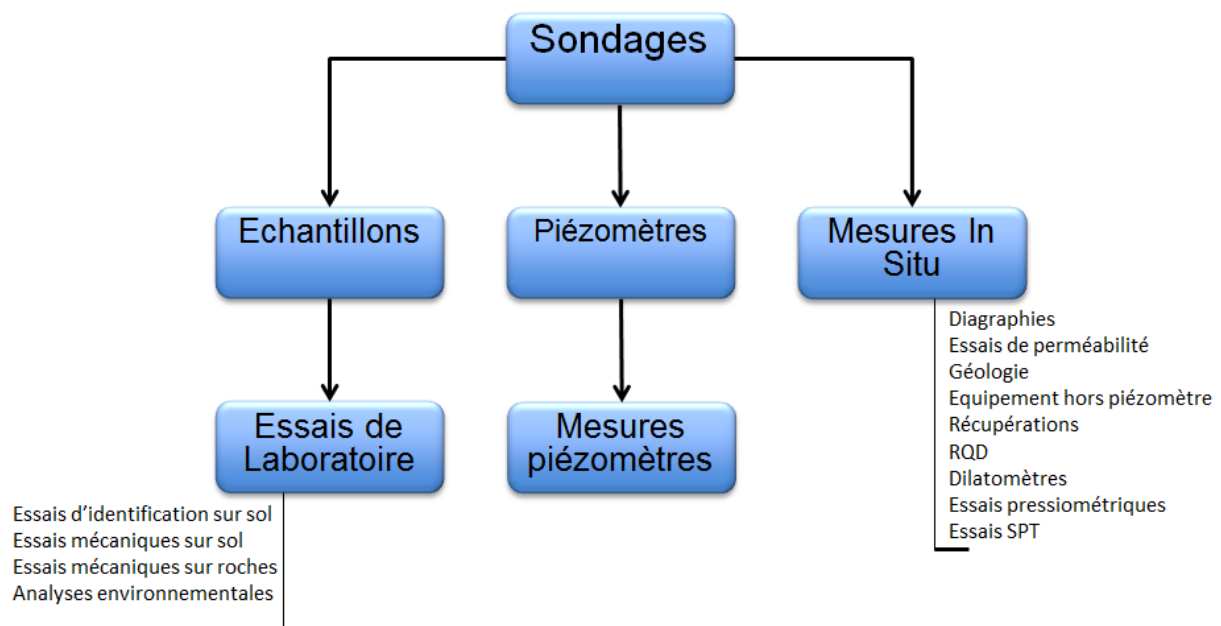 Sondages
Echantillons
Piézomètres
Mesures In
Situ
Diagraphies
Essais de perméabilité
Géologie
Equipement hors piézomètre
Récupérations
RQD
Dilatomètres
Essais pressiométriques
Essais SPT
Essais de
Laboratoire
Mesures
piézomètres
Essais d’identification sur sol
Essais mécaniques sur sol
Essais mécaniques sur roches
Analyses environnementales